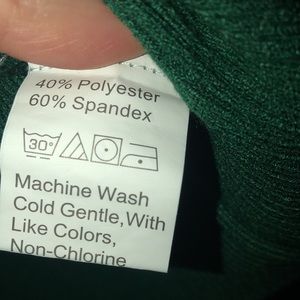 40% Polyester
60% Spandex
30°
Machine Wash
Cold Gentle,With
Like Colors,
Non-Chlorine